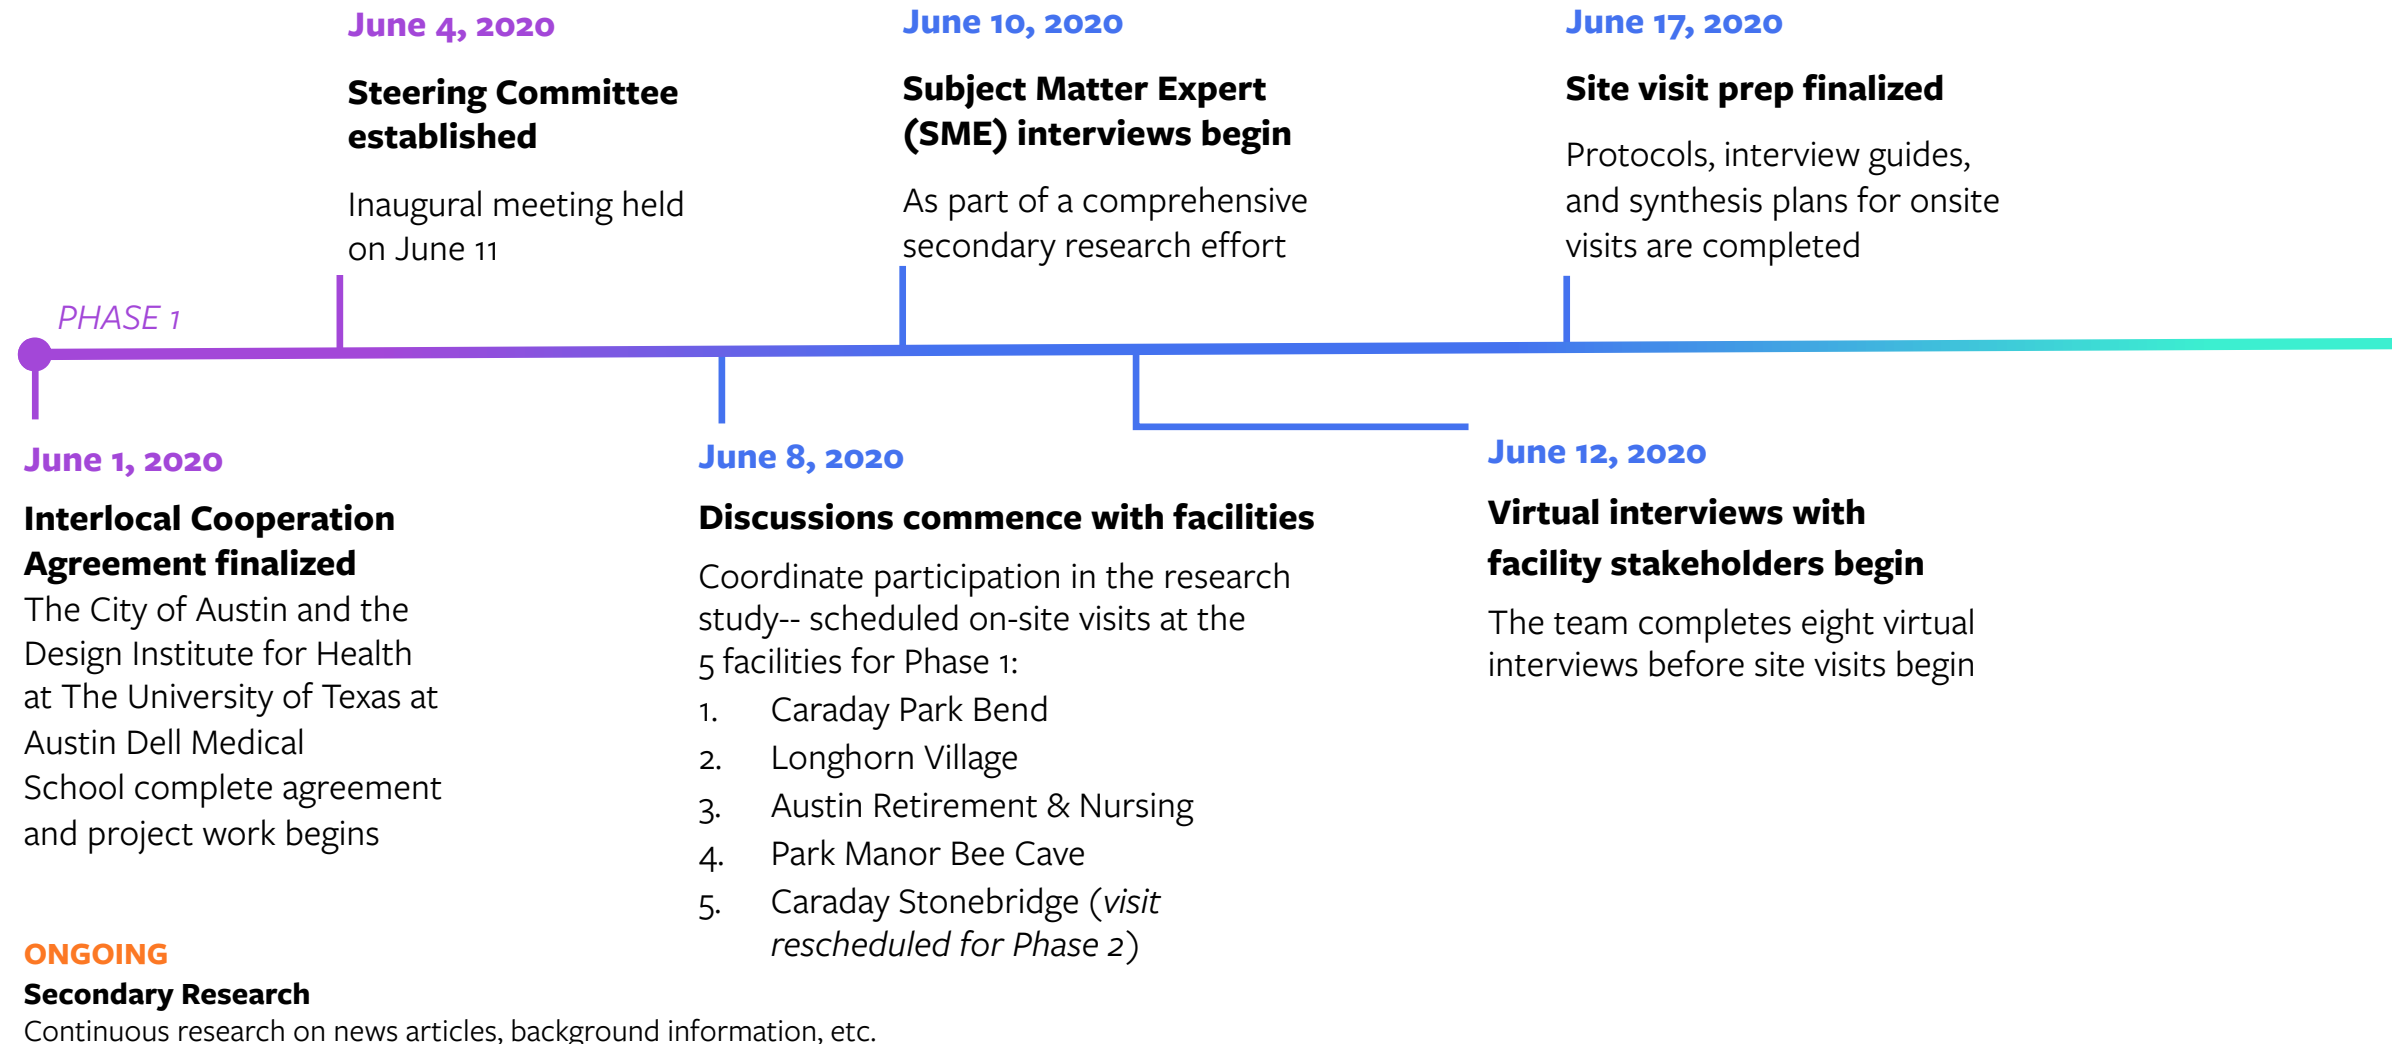 June 4, 2020
Steering Committee
established
Inaugural meeting held
on June 11
June 10, 2020
Subject Matter Expert
(SME) interviews begin
As part of a comprehensive
secondary research effort
June 17, 2020
Site visit prep finalized
Protocols, interview guides,
and synthesis plans for onsite
visits are completed
PHASE 1
June 1, 2020
Interlocal Cooperation
Agreement finalized
The City of Austin and the
Design Institute for Health
at The University of Texas at
Austin Dell Medical
School complete agreement
and project work begins
June 8, 2020
Discussions commence with facilities
Coordinate participation in the research
study-- scheduled on-site visits at the
5 facilities for Phase 1:
1. Caraday Park Bend
2. Longhorn Village
3. Austin Retirement & Nursing
4. Park Manor Bee Cave
5. Caraday Stonebridge (visit
rescheduled for Phase 2)
June 12, 2020
Virtual interviews with
facility stakeholders begin
The team completes eight virtual
interviews before site visits begin
ONGOING
Secondary Research
Continuous research on news articles, background information, etc.